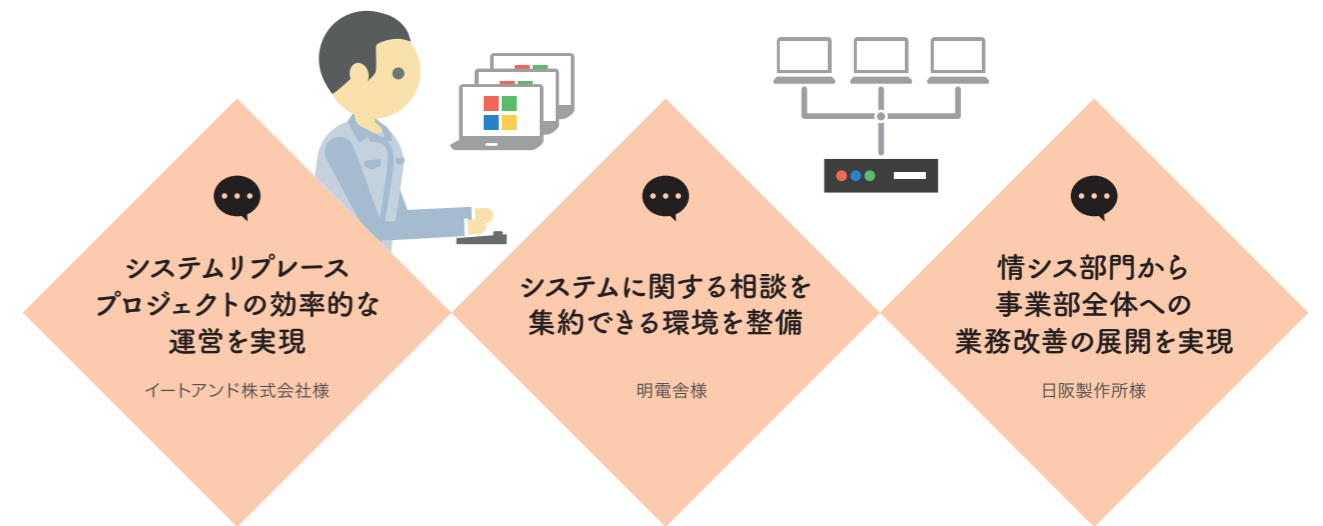 システムリプレース
プロジェクトの効率的な
運営を実現
イートアンド株式会社様
システムに関する相談を
集約できる環境を整備
明電舎様
情シス部門から
事業部全体への
業務改善の展開を実現
日阪製作所様